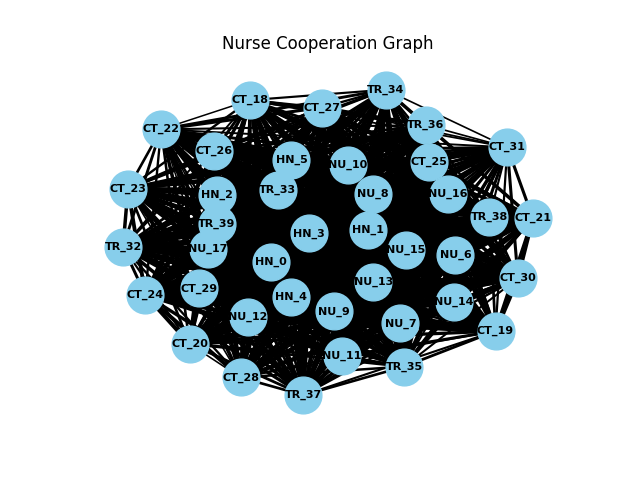 Nurse Cooperation Graph
TR_34
CT_18
CT_27
TR_36
CT_22
CT_31
CT_26
HN_5
NU_10
CT_25
CT_23
TR_33
HN_2
NU_8
NU_16
TR_38
CT_21
TR_39
HN_3
HN_1
TR_32
NU_17
NU_15
NU_6
HN_0
CT_30
CT_24
CT_29
HN_4
NU_13
NU_14
NU_12
NU_9
NU_7
CT_19
CT_20
NU_11
TR_35
CT_28
TR_37